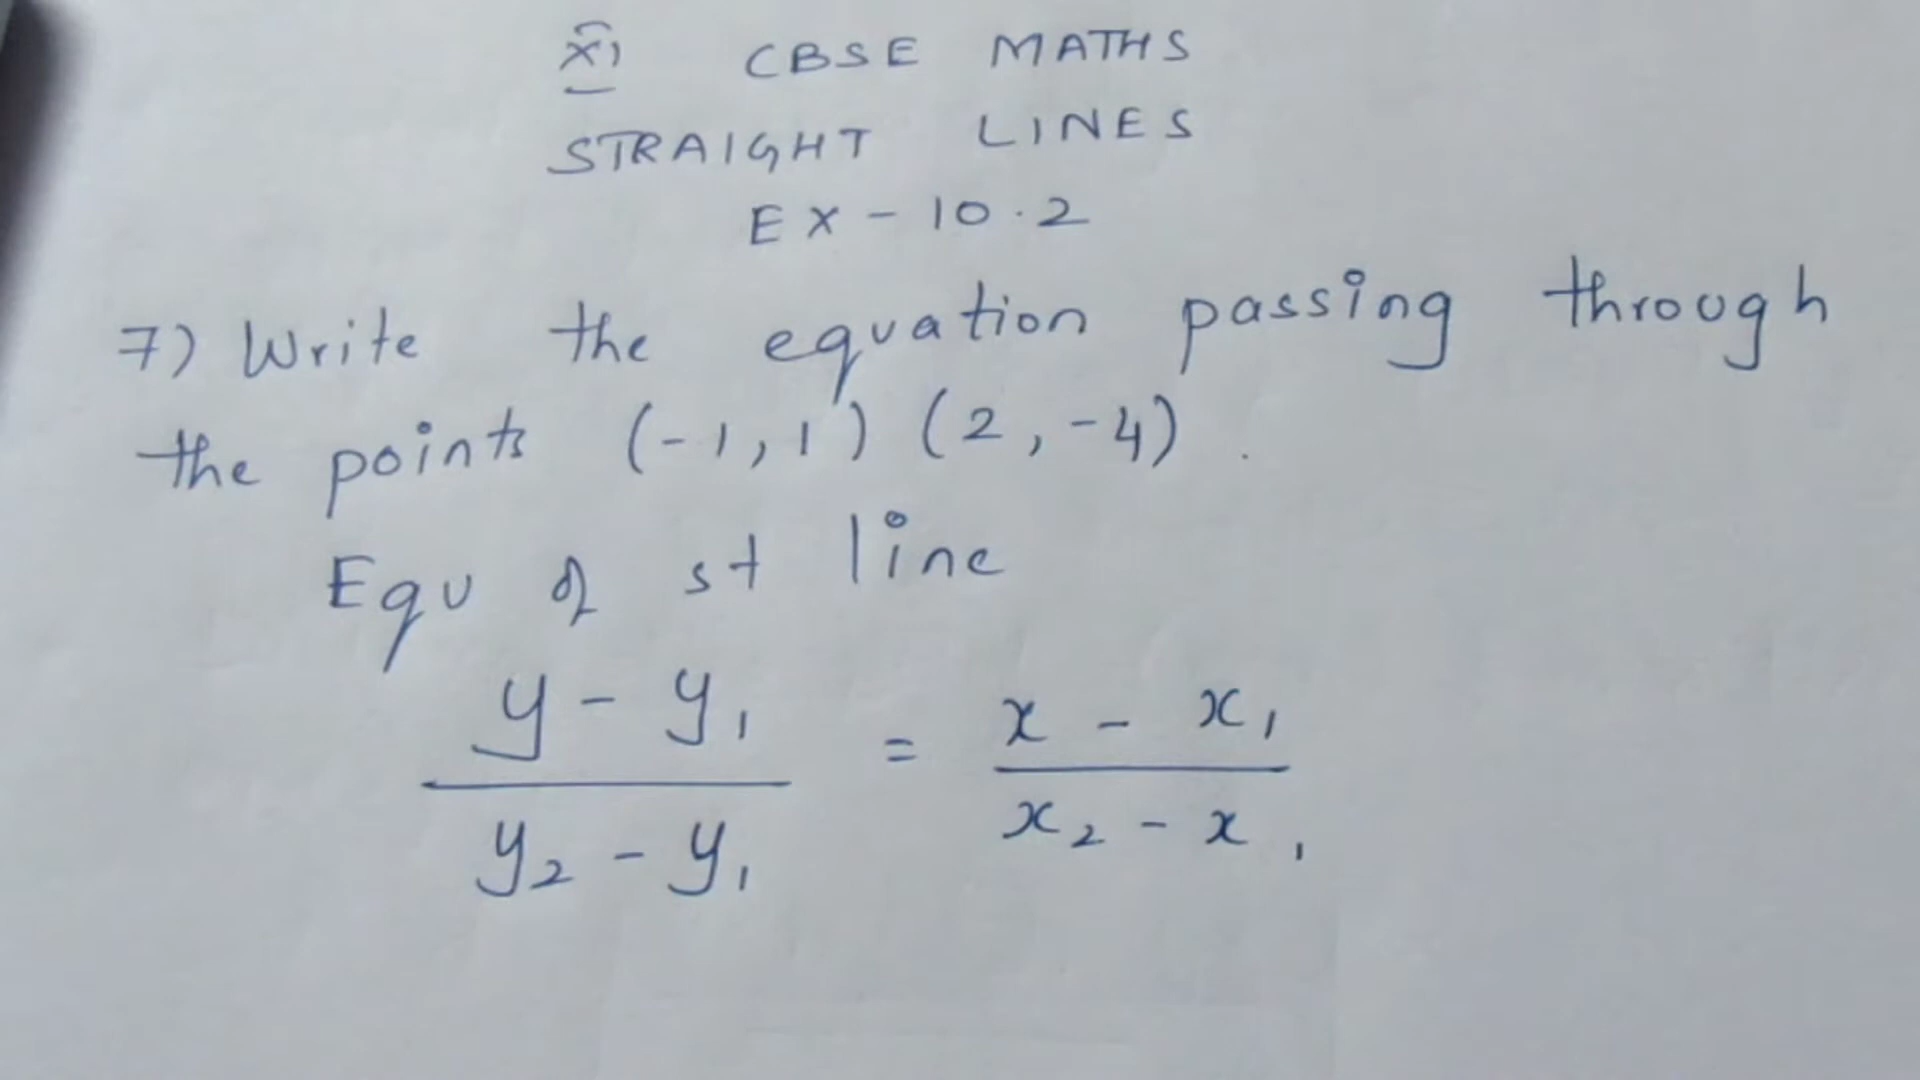 XI CBSE MATHS
STRAIGHT LINES
EX - 10.2
7) Write the equation passing through
the points (-1, 1) (2, -4).
Equ of st line
y - y₁ / y₂ - y₁ = x - x₁ / x₂ - x₁